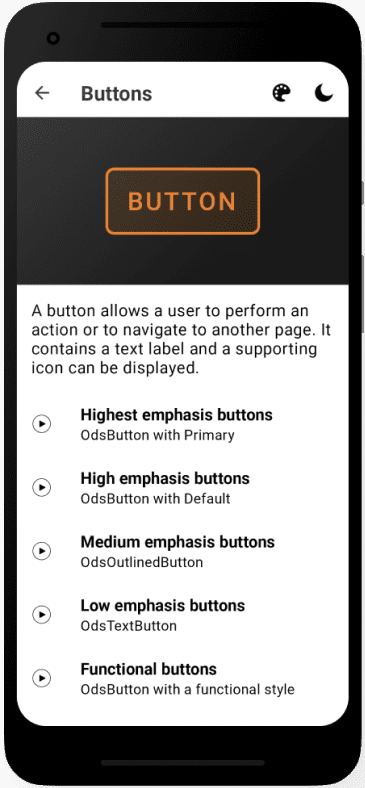 Buttons
BUTTON
A button allows a user to perform an
action or to navigate to another page. It
contains a text label and a supporting
icon can be displayed.
Highest emphasis buttons
OdsButton with Primary
High emphasis buttons
OdsButton with Default
Medium emphasis buttons
OdsOutlinedButton
Low emphasis buttons
OdsTextButton
Functional buttons
OdsButton with a functional style